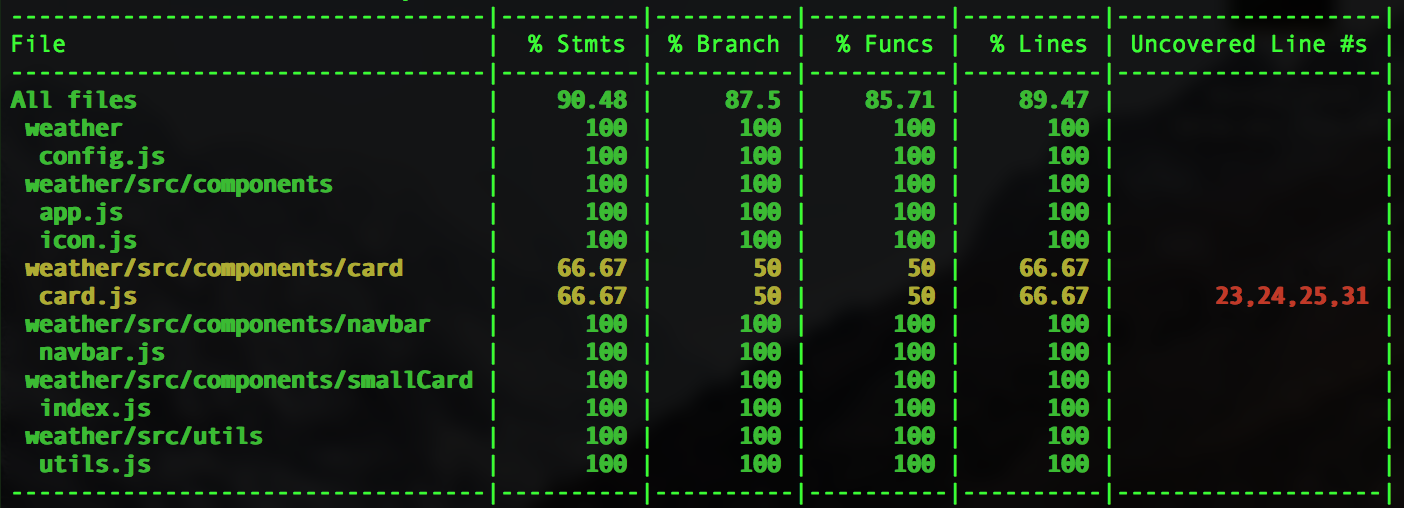 -----------------------------------|----------|----------|----------|----------|-------------------|
File                               |  % Stmts | % Branch |  % Funcs |  % Lines | Uncovered Line #s |
-----------------------------------|----------|----------|----------|----------|-------------------|
All files                          |    90.48 |     87.5 |    85.71 |    89.47 |                   |
 weather                           |      100 |      100 |      100 |      100 |                   |
  config.js                        |      100 |      100 |      100 |      100 |                   |
 weather/src/components            |      100 |      100 |      100 |      100 |                   |
  app.js                           |      100 |      100 |      100 |      100 |                   |
  icon.js                          |      100 |      100 |      100 |      100 |                   |
 weather/src/components/card       |    66.67 |       50 |       50 |    66.67 |                   |
  card.js                          |    66.67 |       50 |       50 |    66.67 |       23,24,25,31 |
 weather/src/components/navbar     |      100 |      100 |      100 |      100 |                   |
  navbar.js                        |      100 |      100 |      100 |      100 |                   |
 weather/src/components/smallCard  |      100 |      100 |      100 |      100 |                   |
  index.js                         |      100 |      100 |      100 |      100 |                   |
 weather/src/utils                 |      100 |      100 |      100 |      100 |                   |
  utils.js                         |      100 |      100 |      100 |      100 |                   |
-----------------------------------|----------|----------|----------|----------|-------------------|